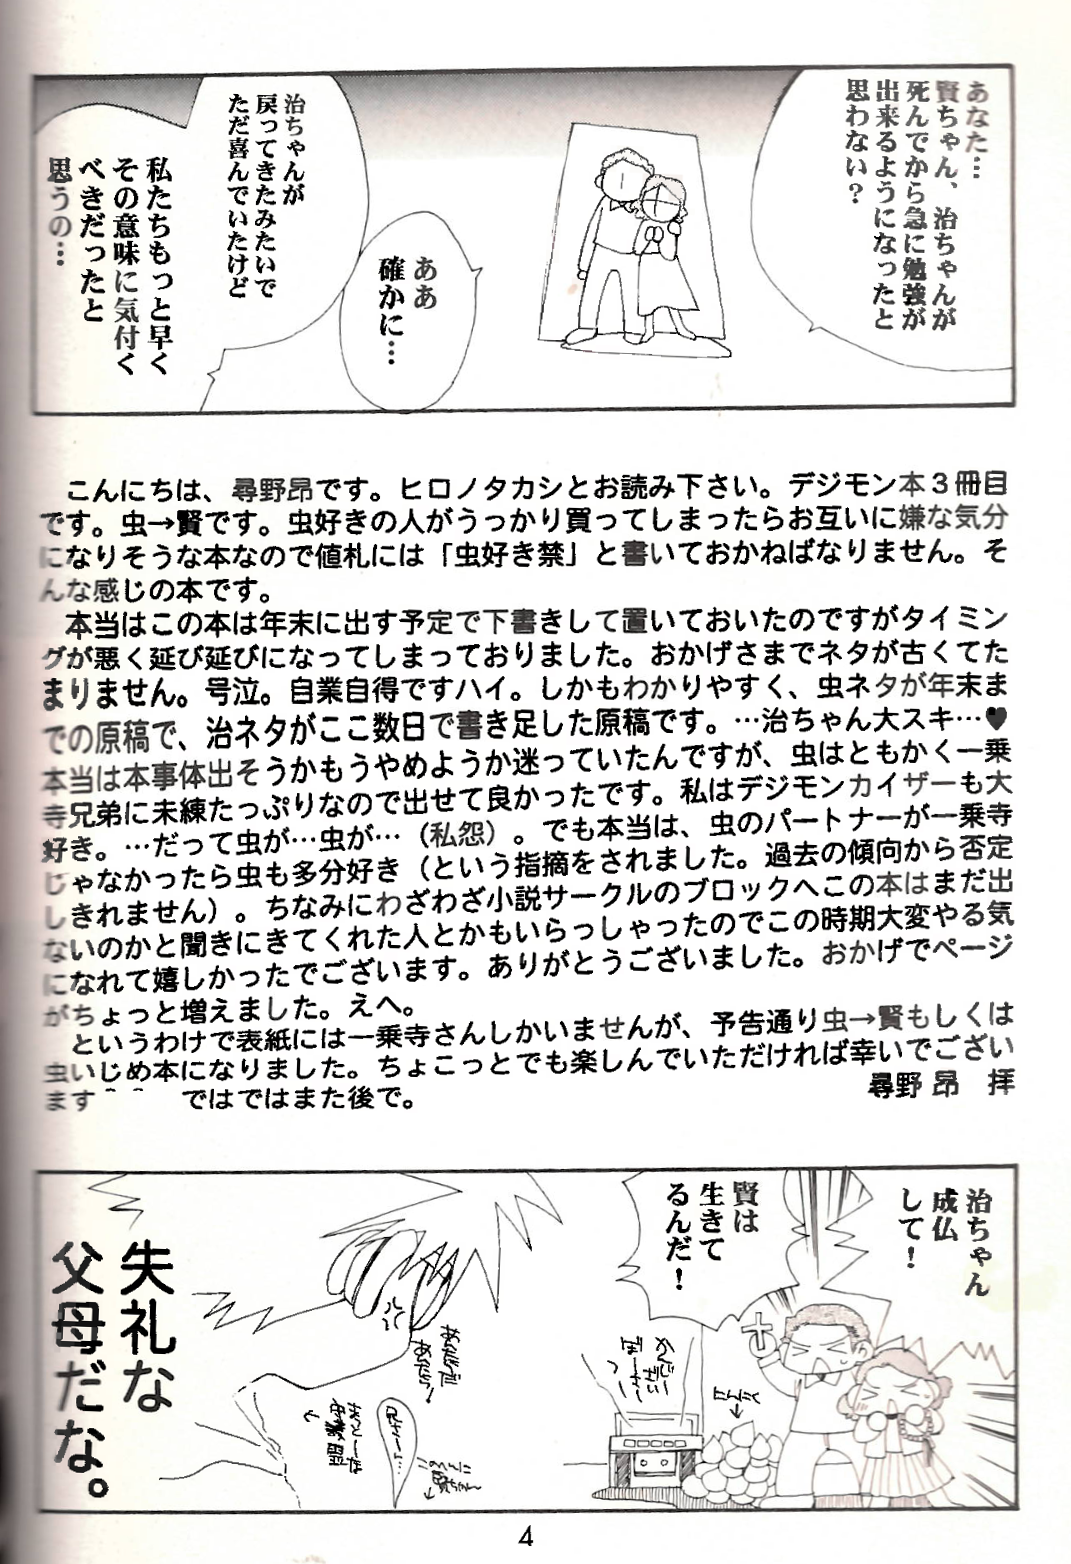 あなた…
賢ちゃん、治ちゃんが
死んでから急に勉強が
出来るようになったと
思わない？
ああ
確かに…
治ちゃんが
戻ってきたみたいで
ただ喜んでいたけど
私たちもっと早く
その意味に気付く
べきだったと
思うの…
こんにちは、尋野昂です。ヒロノタカシとお読み下さい。デジモン本３冊目
です。虫→賢です。虫好きの人がうっかり買ってしまったらお互いに嫌な気分
になりそうな本なので値札には「虫好き禁」と書いておかねばなりません。そ
んな感じの本です。
本当はこの本は年末に出す予定で下書きして置いておいたのですがタイミン
グが悪く延び延びになってしまっておりました。おかげさまでネタが古くてた
まりません。号泣。自業自得ですハイ。しかもわかりやすく、虫ネタが年末ま
での原稿で、治ネタがここ数日で書き足した原稿です。…治ちゃん大スキ…♥
本当は本事体出そうかもうやめようか迷っていたんですが、虫はともかく一乗
寺兄弟に未練たっぷりなので出せて良かったです。私はデジモンカイザーも大
好き。…だって虫が…虫が…（私怨）。でも本当は、虫のパートナーが一乗寺
じゃなかったら虫も多分好き（という指摘をされました。過去の傾向から否定
しきれません）。ちなみにわざわざ小説サークルのブロックへこの本はまだ出
ないのかと聞きにきてくれた人とかもいらっしゃったのでこの時期大変やる気
になれて嬉しかったでございます。ありがとうございました。おかげでページ
がちょっと増えました。えへ。
というわけで表紙には一乗寺さんしかいませんが、予告通り虫→賢もしくは
虫いじめ本になりました。ちょこっとでも楽しんでいただければ幸いでござい
ます＾＾　ではではまた後で。
尋野 昂　拝
治ちゃん
成仏
して！
賢は
生きて
るんだ！
かんじーざい
ぼーさーつー
にんにく
あんたら！
兄さーん…
守護霊
賢ちゃん
失礼な
父母だな。
4